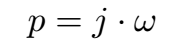 p = j · ω